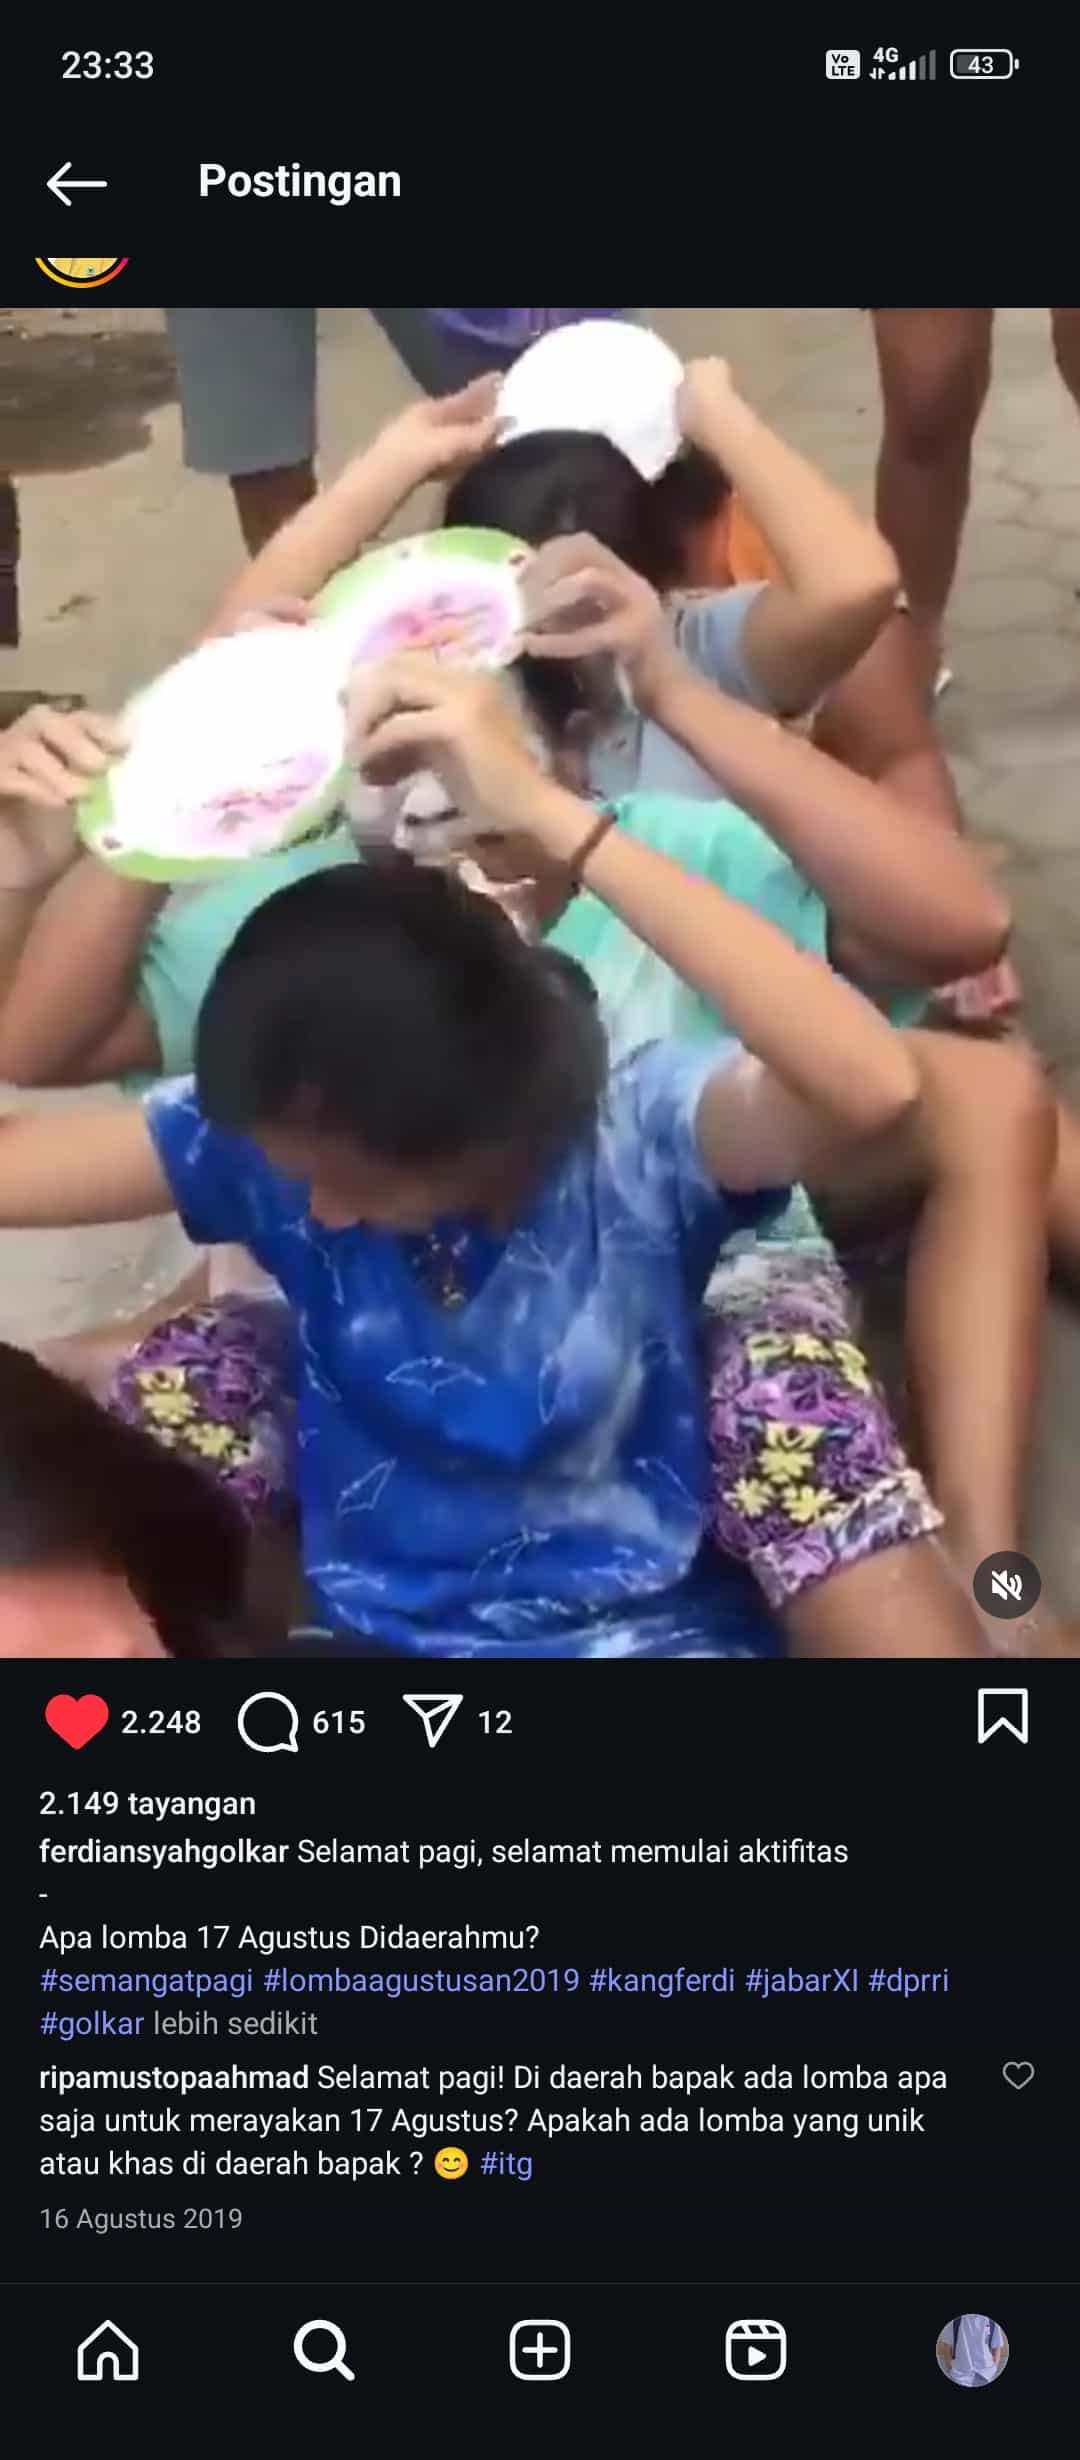 23:33
Vo
LTE
4G
43
Postingan
2.248
615
12
2.149 tayangan
ferdiansyahgolkar Selamat pagi, selamat memulai aktifitas
-
Apa lomba 17 Agustus Didaerahmu?
#semangatpagi #lombaagustusan2019 #kangferdi #jabarXI #dprri
#golkar lebih sedikit
ripamustopaahmad Selamat pagi! Di daerah bapak ada lomba apa
saja untuk merayakan 17 Agustus? Apakah ada lomba yang unik
atau khas di daerah bapak ? 😊 #itg
16 Agustus 2019